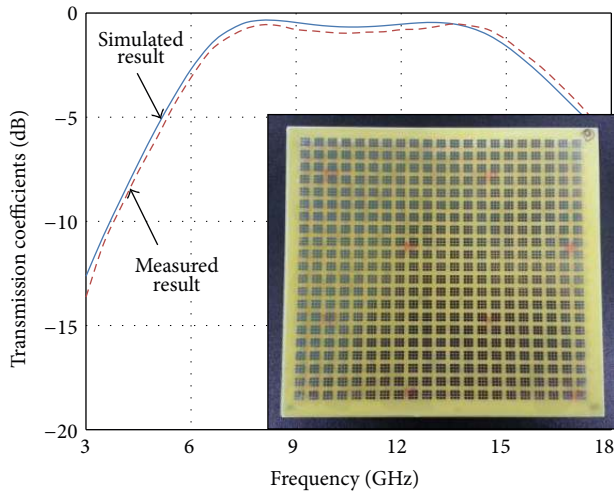 0
Simulated
result
−5
−10
Measured
result
−15
−20
3
6
9
12
15
18
Transmission coefficients (dB)
Frequency (GHz)